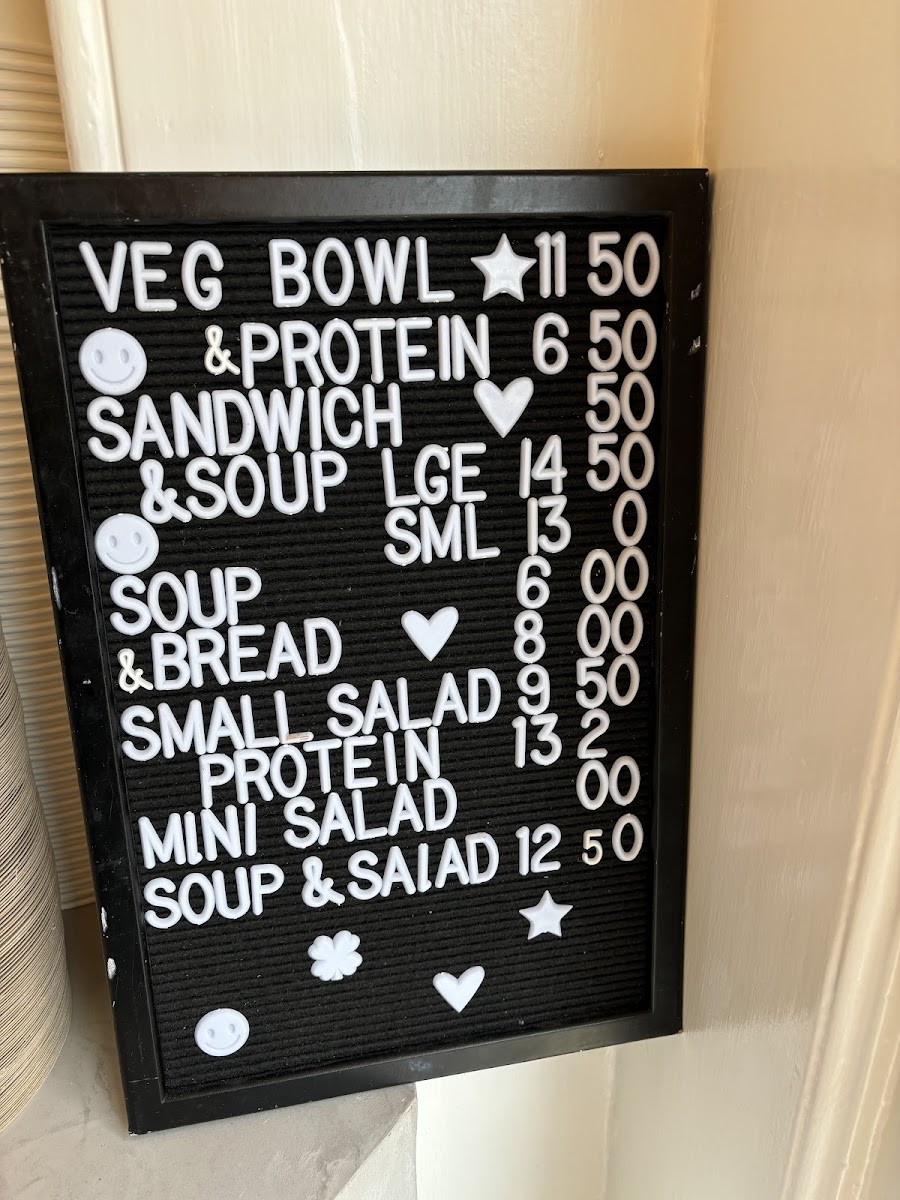 VEG BOWL 11 50
&PROTEIN 6 50
SANDWICH 50
&SOUP LGE 14 50
SML 13 0
SOUP 6 00
&BREAD 8 00
SMALL SALAD 9 50
PROTEIN 13 2
MINI SALAD 00
SOUP & SAlAD 12 50